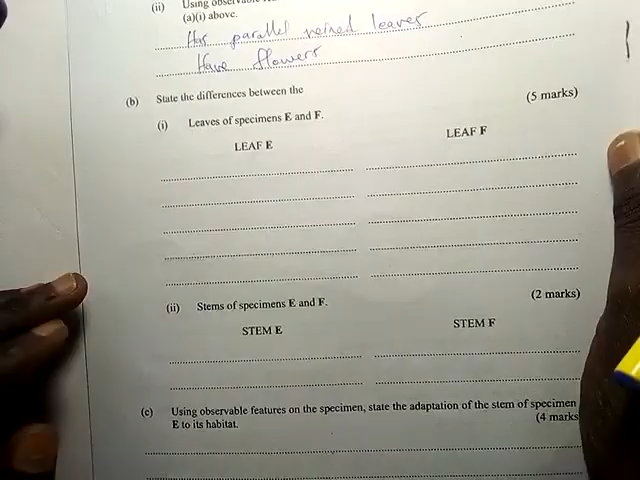 (ii) Using observable
(a)(i) above.
Has parallel veined leaves
Have flowers
(b) State the differences between the
(i) Leaves of specimens E and F. (5 marks)
LEAF E LEAF F
(ii) Stems of specimens E and F. (2 marks)
STEM E STEM F
(c) Using observable features on the specimen, state the adaptation of the stem of specimen
E to its habitat. (4 marks